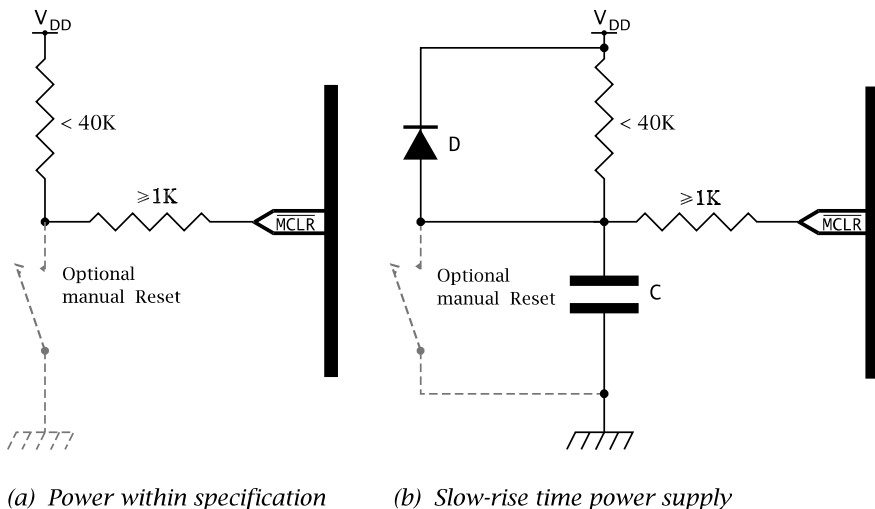 VDD
< 40K
⩾1K
MCLR
Optional
manual Reset
(a) Power within specification
VDD
D
< 40K
⩾1K
MCLR
Optional
manual Reset
C
(b) Slow-rise time power supply